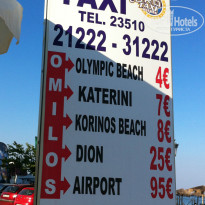 TAXI
TEL. 23510
21222 - 31222
OLYMPIC BEACH 4€
KATERINI 7€
KORINOS BEACH 8€
DION 25€
AIRPORT 95€
OMILOS
Hotels